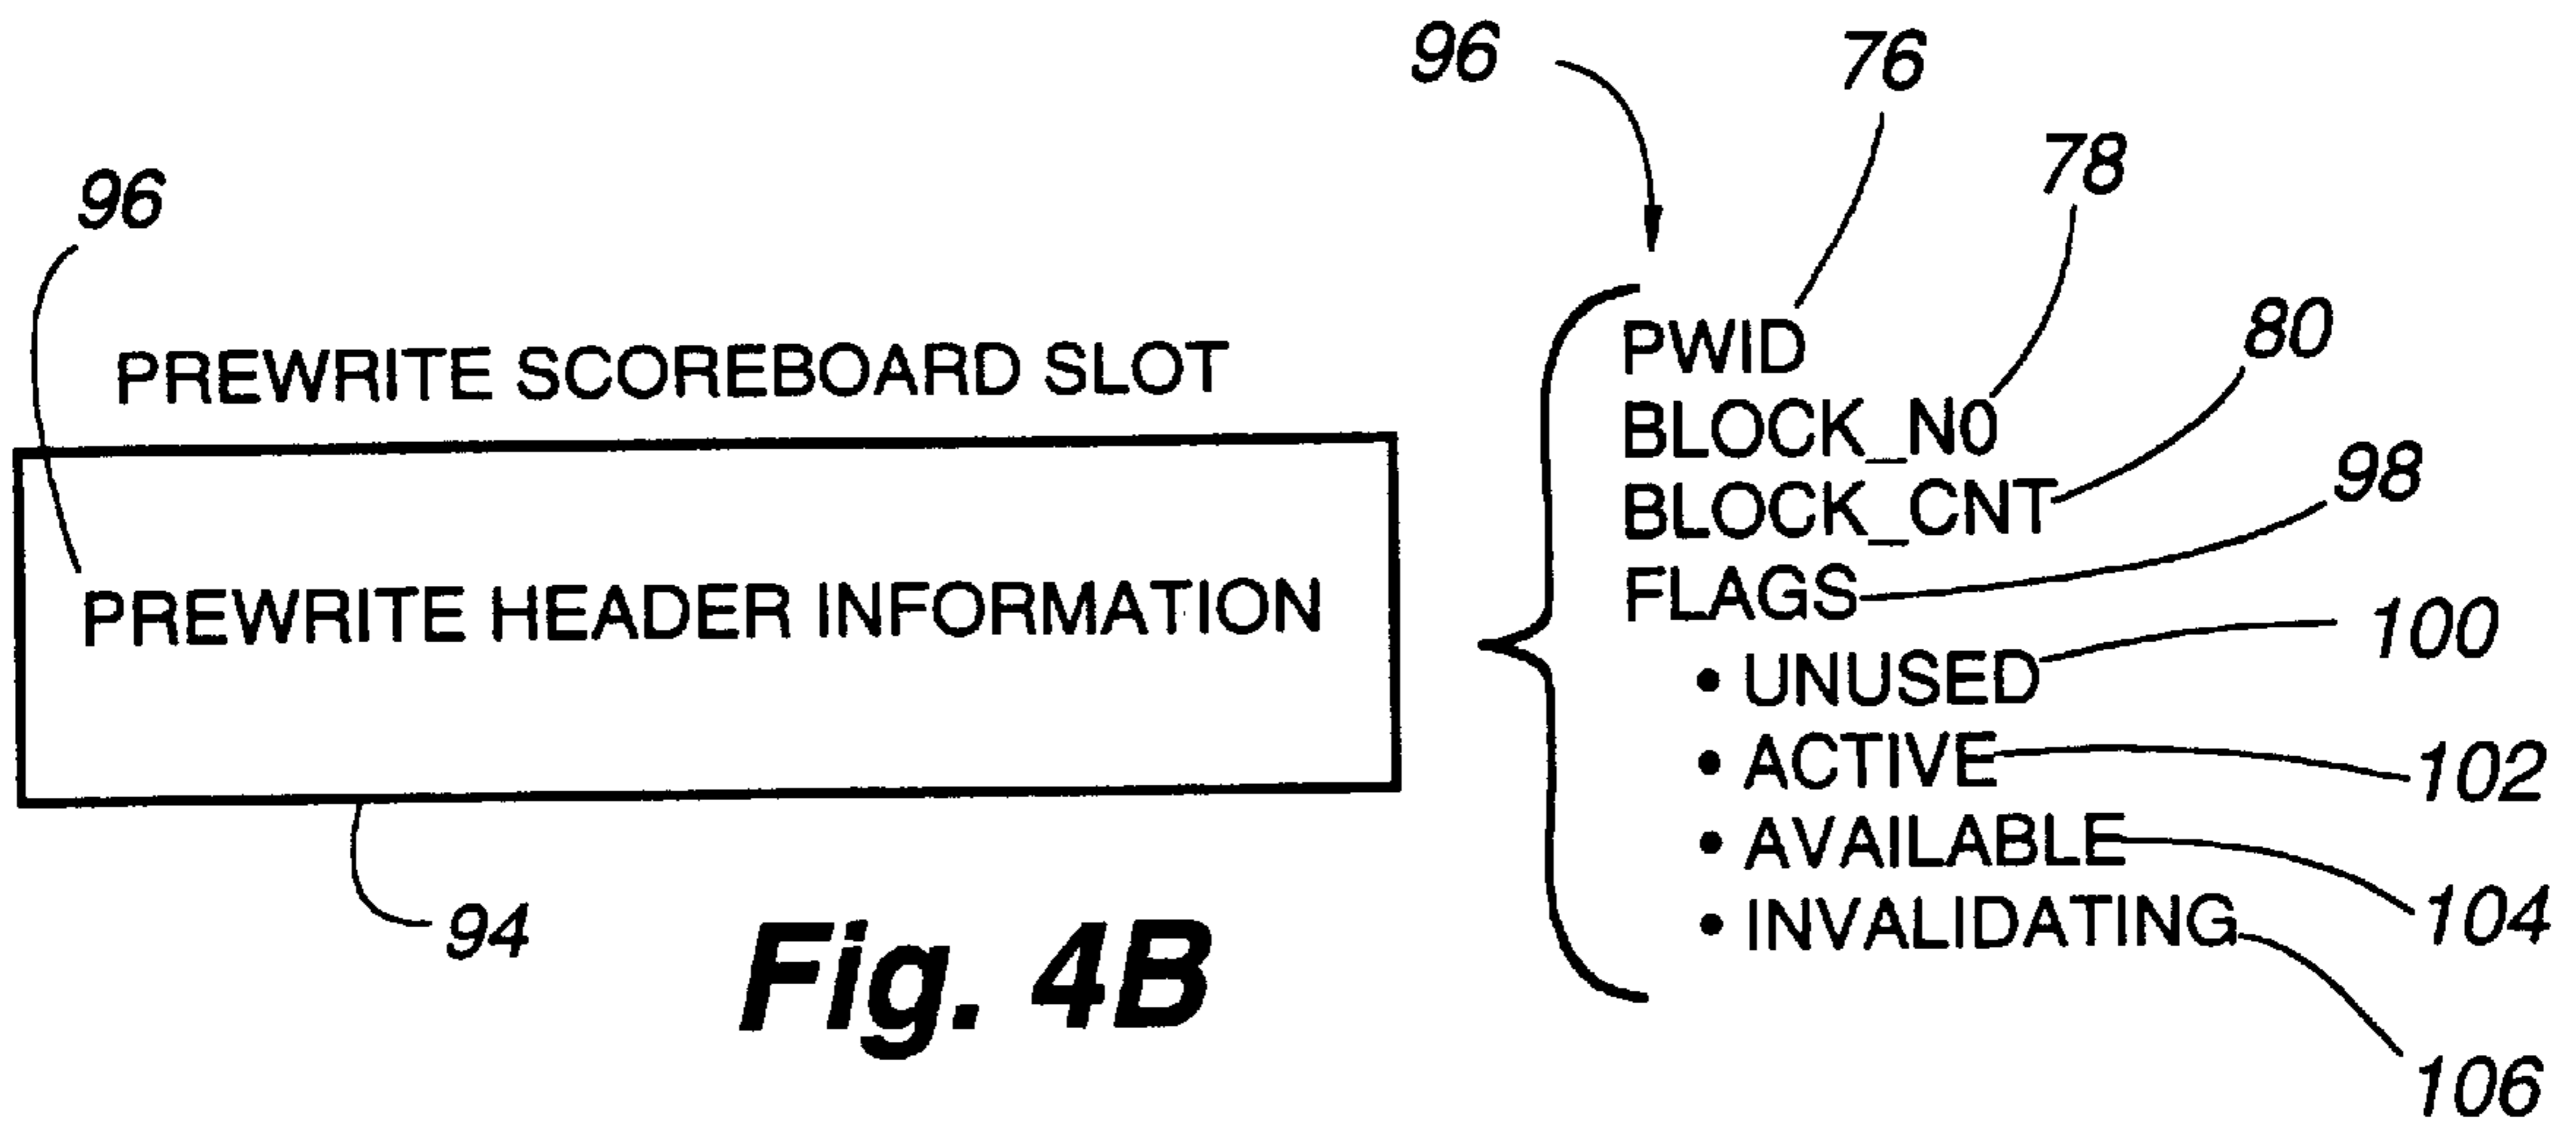 96
PREWRITE SCOREBOARD SLOT
PREWRITE HEADER INFORMATION
94
96
76
78
80
98
PWID
BLOCK_N0
BLOCK_CNT
FLAGS
• UNUSED
• ACTIVE
• AVAILABLE
• INVALIDATING
100
102
104
106
Fig. 4B